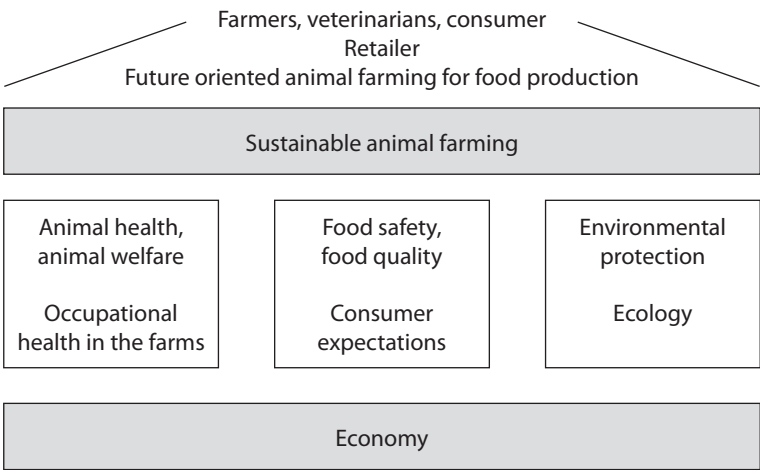 Farmers, veterinarians, consumer
Retailer
Future oriented animal farming for food production
Sustainable animal farming
Animal health,
animal welfare
Occupational
health in the farms
Food safety,
food quality
Consumer
expectations
Environmental
protection
Ecology
Economy